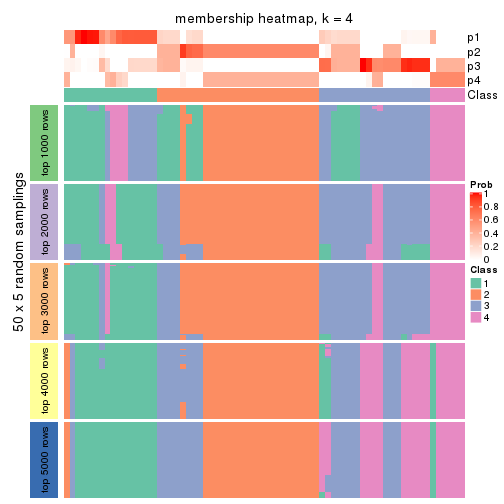 membership heatmap, k = 4
p1
p2
p3
p4
Class
50 x 5 random samplings
top 1000 rows
top 2000 rows
top 3000 rows
top 4000 rows
top 5000 rows
Prob
1
0.8
0.6
0.4
0.2
0
Class
1
2
3
4